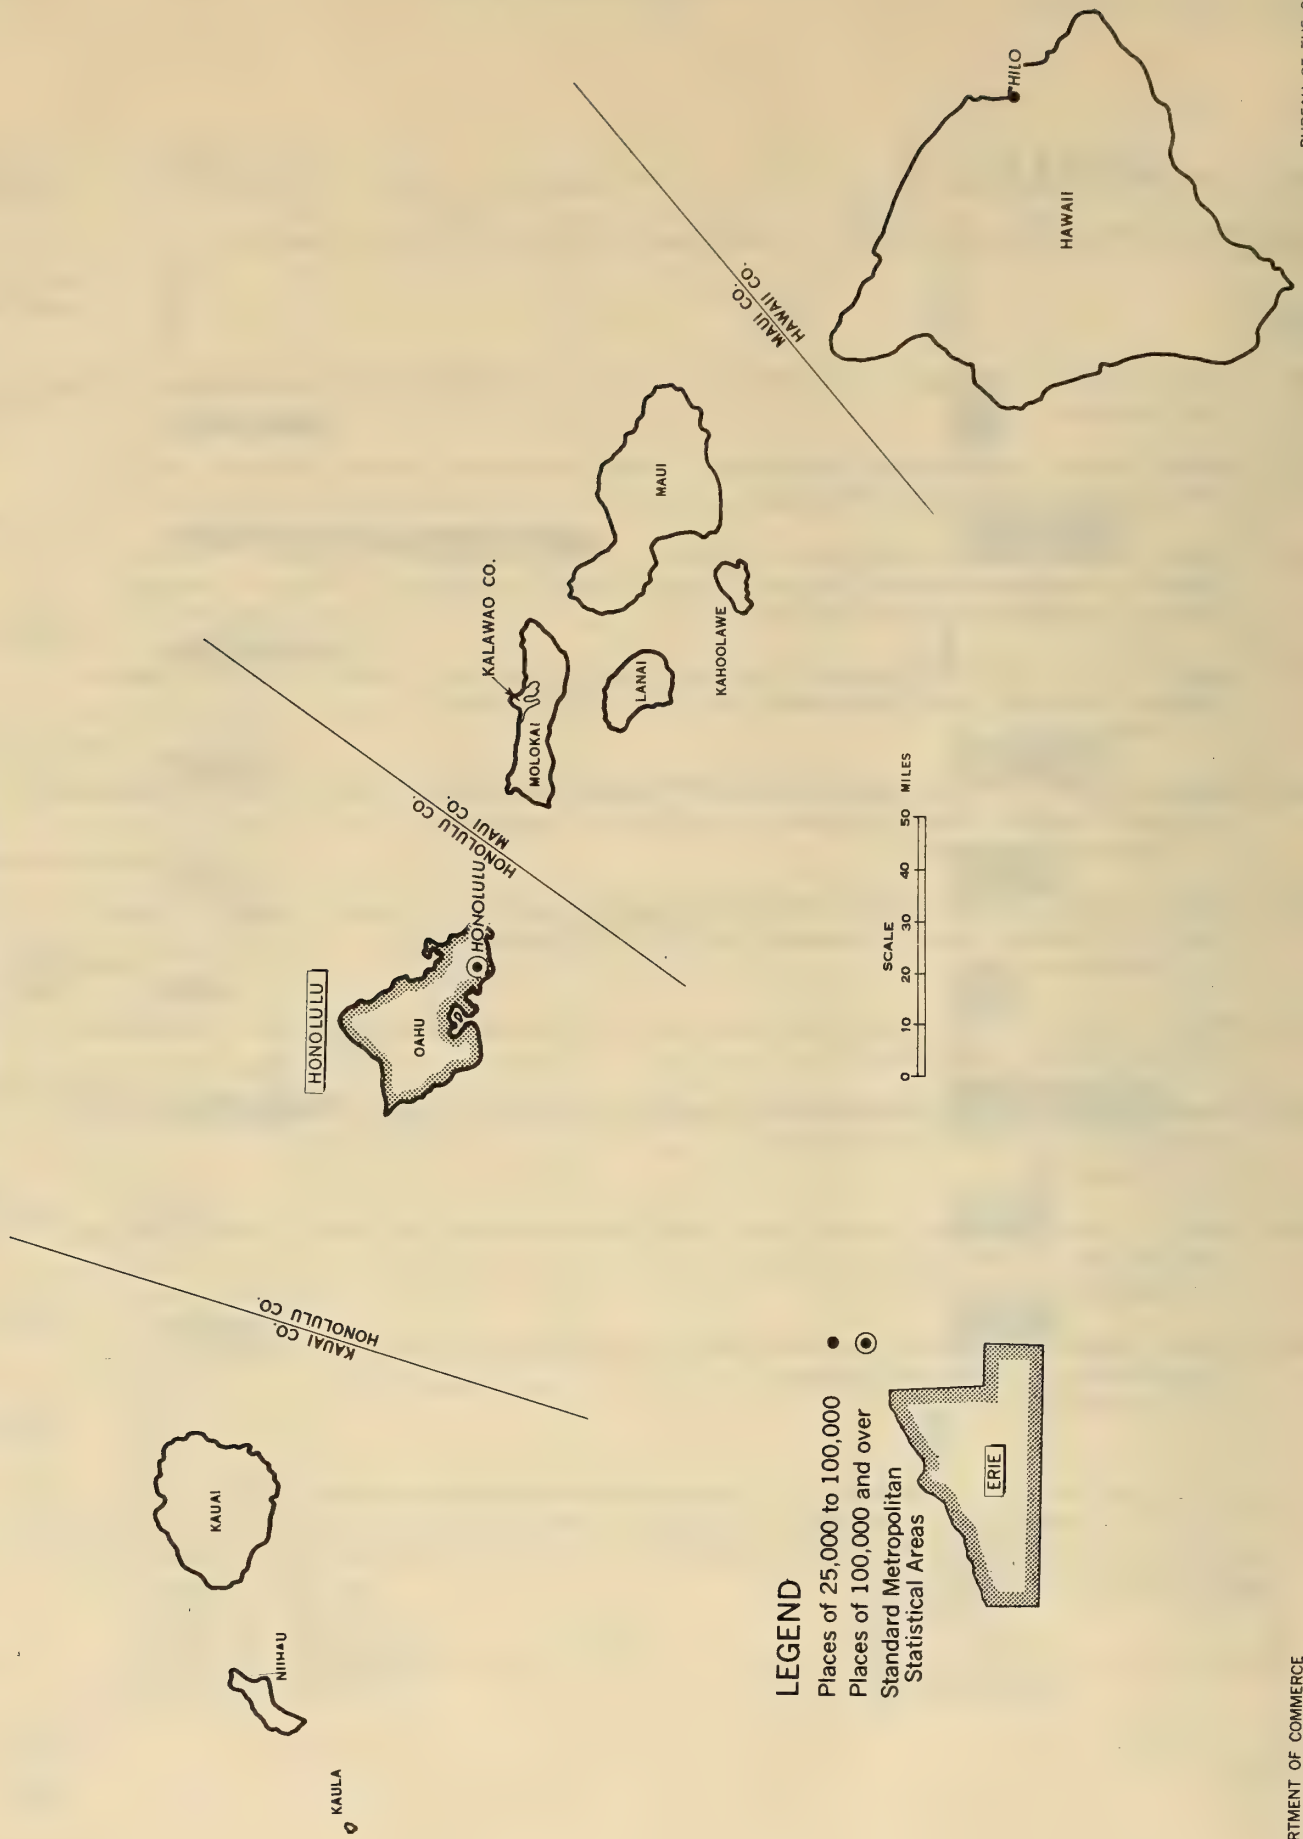 KAULA
NIIHAU
KAUAI
KAUAI CO.
HONOLULU CO.
HONOLULU
OAHU
HONOLULU
HONOLULU CO.
MAUI CO.
KALAWAO CO.
MOLOKAI
LANAI
MAUI
KAHOOLAWE
MAUI CO.
HAWAII CO.
HILO
HAWAII
SCALE
0 10 20 30 40 50 MILES
LEGEND
Places of 25,000 to 100,000
Places of 100,000 and over
Standard Metropolitan
Statistical Areas
ERIE
OF COMMERCE